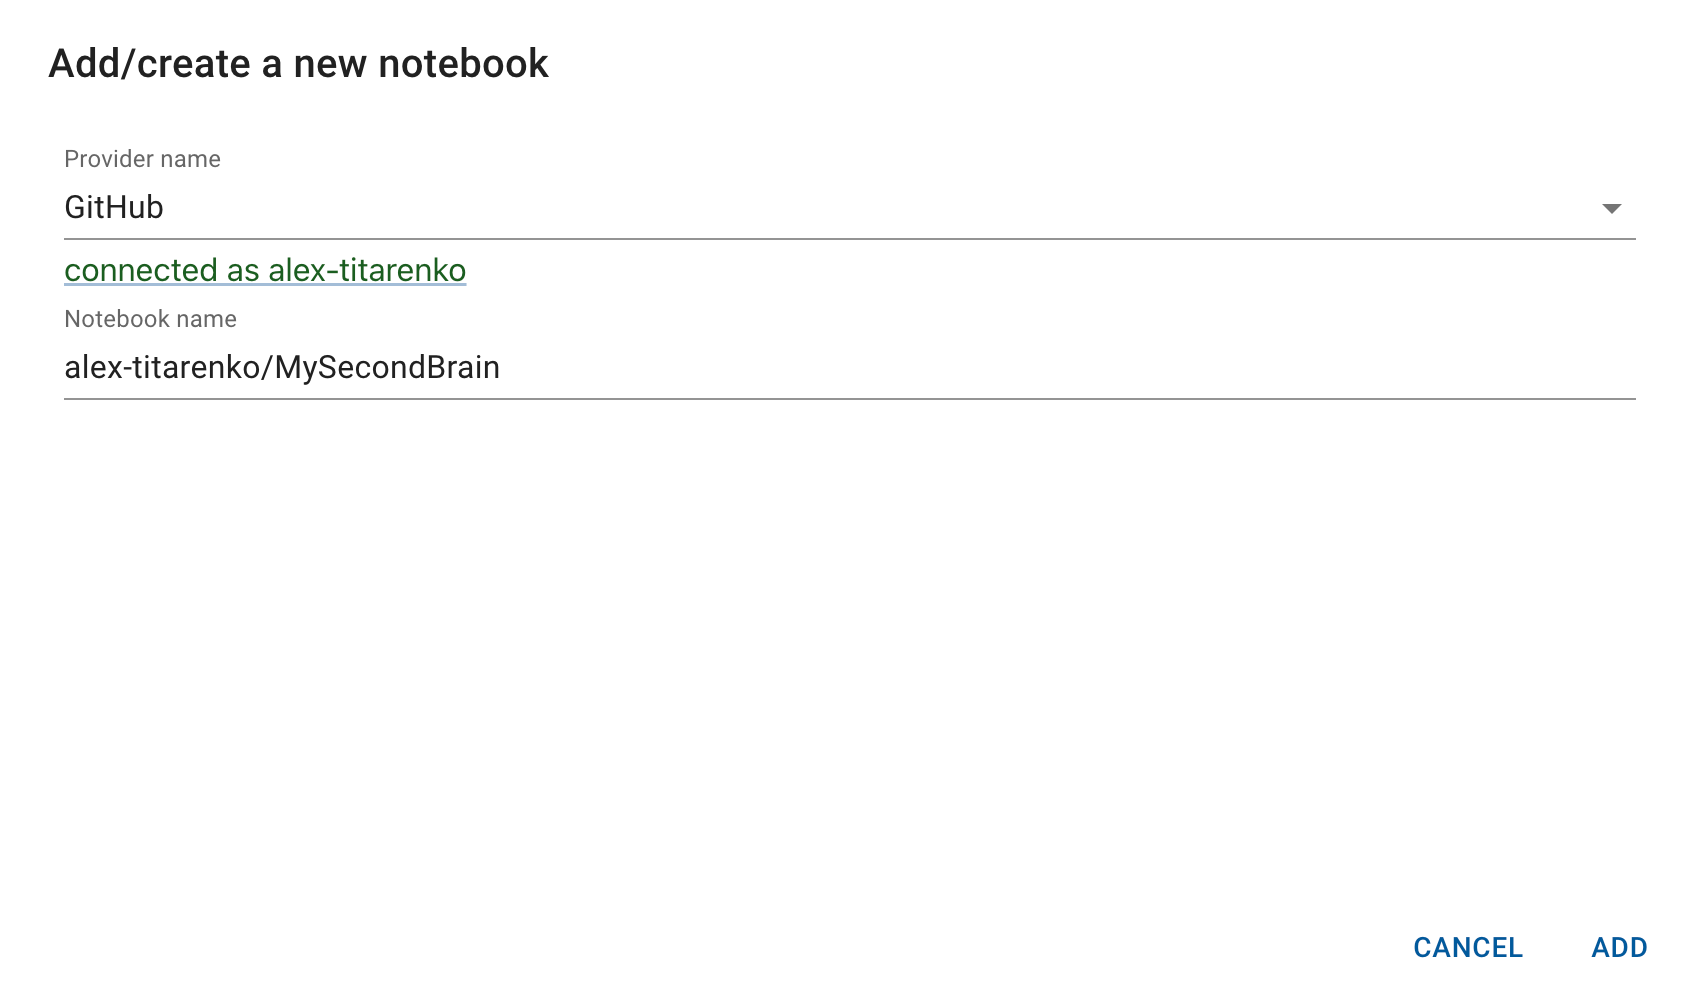 Add/create a new notebook
Provider name
GitHub
connected as alex-titarenko
Notebook name
alex-titarenko/MySecondBrain
CANCEL ADD